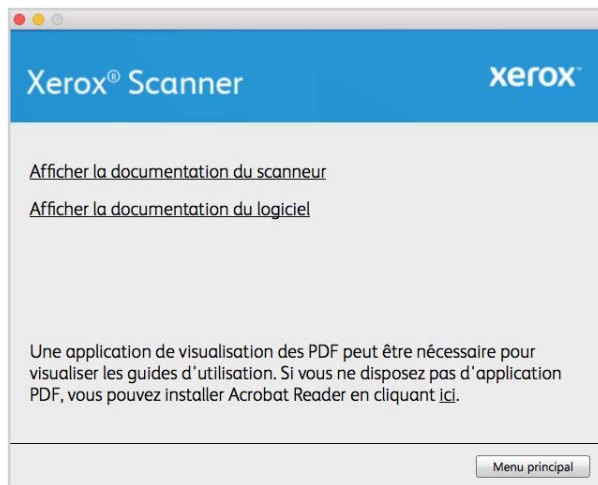 Xerox® Scanner
xerox™
Afficher la documentation du scanneur
Afficher la documentation du logiciel
Une application de visualisation des PDF peut être nécessaire pour
visualiser les guides d'utilisation. Si vous ne disposez pas d'application
PDF, vous pouvez installer Acrobat Reader en cliquant ici.
Menu principal